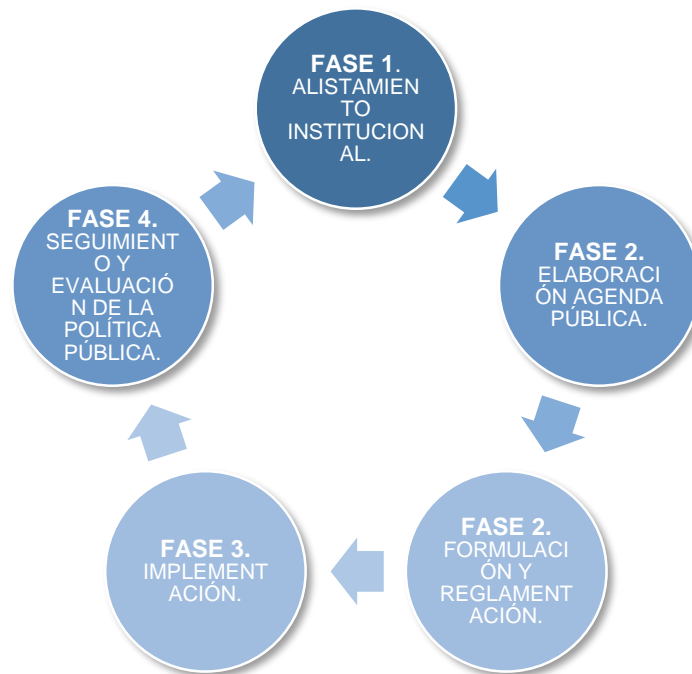 FASE 1.
ALISTAMIEN
TO
INSTITUCION
AL.
FASE 2.
ELABORACI
ÓN AGENDA
PÚBLICA.
FASE 2.
FORMULACI
ÓN Y
REGLAMENT
ACIÓN.
FASE 3.
IMPLEMENT
ACIÓN.
FASE 4.
SEGUIMIENT
O Y
EVALUACIÓ
N DE LA
POLÍTICA
PÚBLICA.